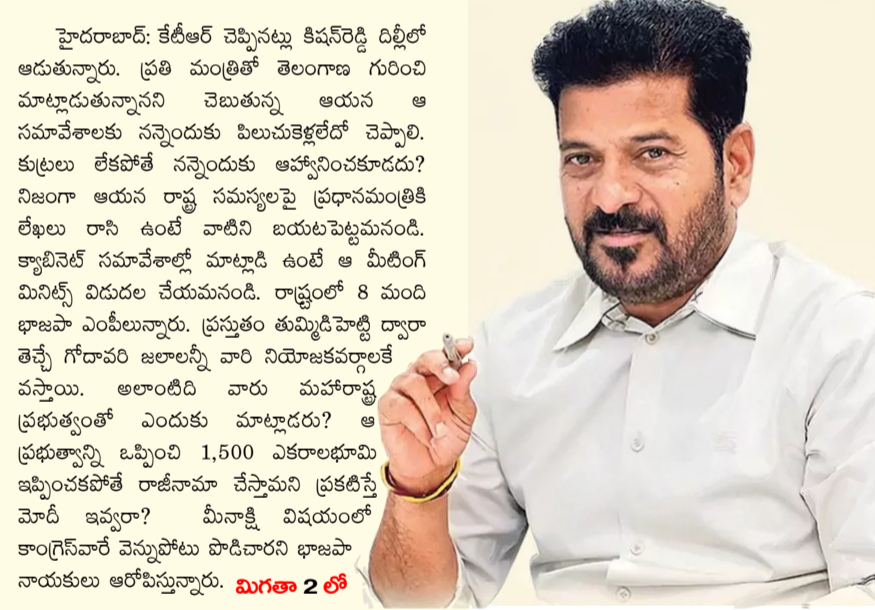 హైదరాబాద్: కేటీఆర్ చెప్పినట్లు కిషన్‌రెడ్డి దిల్లీలో
ఆడుతున్నారు. ప్రతి మంత్రితో తెలంగాణ గురించి
మాట్లాడుతున్నానని చెబుతున్న ఆయన ఆ
సమావేశాలకు నన్నెందుకు పిలుచుకెళ్లలేదో చెప్పాలి.
కుట్రలు లేకపోతే నన్నెందుకు ఆహ్వానించకూడదు?
నిజంగా ఆయన రాష్ట్ర సమస్యలపై ప్రధానమంత్రికి
లేఖలు రాసి ఉంటే వాటిని బయటపెట్టమనండి.
క్యాబినెట్ సమావేశాల్లో మాట్లాడి ఉంటే ఆ మీటింగ్
మినిట్స్ విడుదల చేయమనండి. రాష్ట్రంలో 8 మంది
భాజపా ఎంపీలున్నారు. ప్రస్తుతం తుమ్మిడిహెట్టి ద్వారా
తెచ్చే గోదావరి జలాలన్నీ వారి నియోజకవర్గాలకే
వస్తాయి. అలాంటిది వారు మహారాష్ట్ర
ప్రభుత్వంతో ఎందుకు మాట్లాడరు? ఆ
ప్రభుత్వాన్ని ఒప్పించి 1,500 ఎకరాలభూమి
ఇప్పించకపోతే రాజీనామా చేస్తామని ప్రకటిస్తే
మోదీ ఇవ్వరా? మీనాక్షి విషయంలో
కాంగ్రెస్‌వారే వెన్నుపోటు పొడిచారని భాజపా
నాయకులు ఆరోపిస్తున్నారు. మిగతా 2 లో